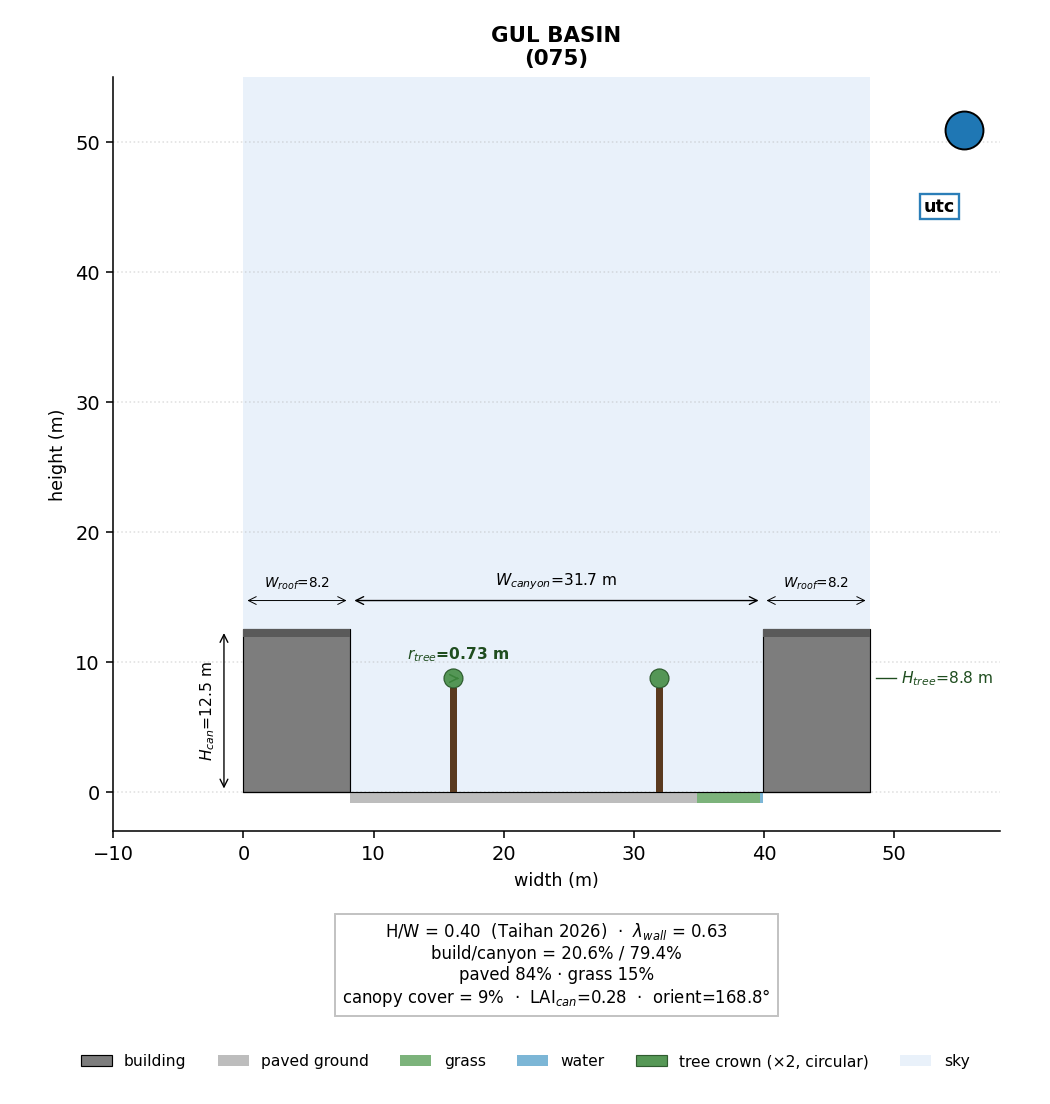 GUL BASIN
(075)
50
40
30
20
10
0
height (m)
utc
W_roof=8.2
W_canyon=31.7 m
W_roof=8.2
r_tree=0.73 m
H_tree=8.8 m
H_can=12.5 m
−10
0
10
20
30
40
50
width (m)
H/W = 0.40 (Taihan 2026) · λ_wall = 0.63
build/canyon = 20.6% / 79.4%
paved 84% · grass 15%
canopy cover = 9% · LAI_can=0.28 · orient=168.8°
building
paved ground
grass
water
tree crown (×2, circular)
sky